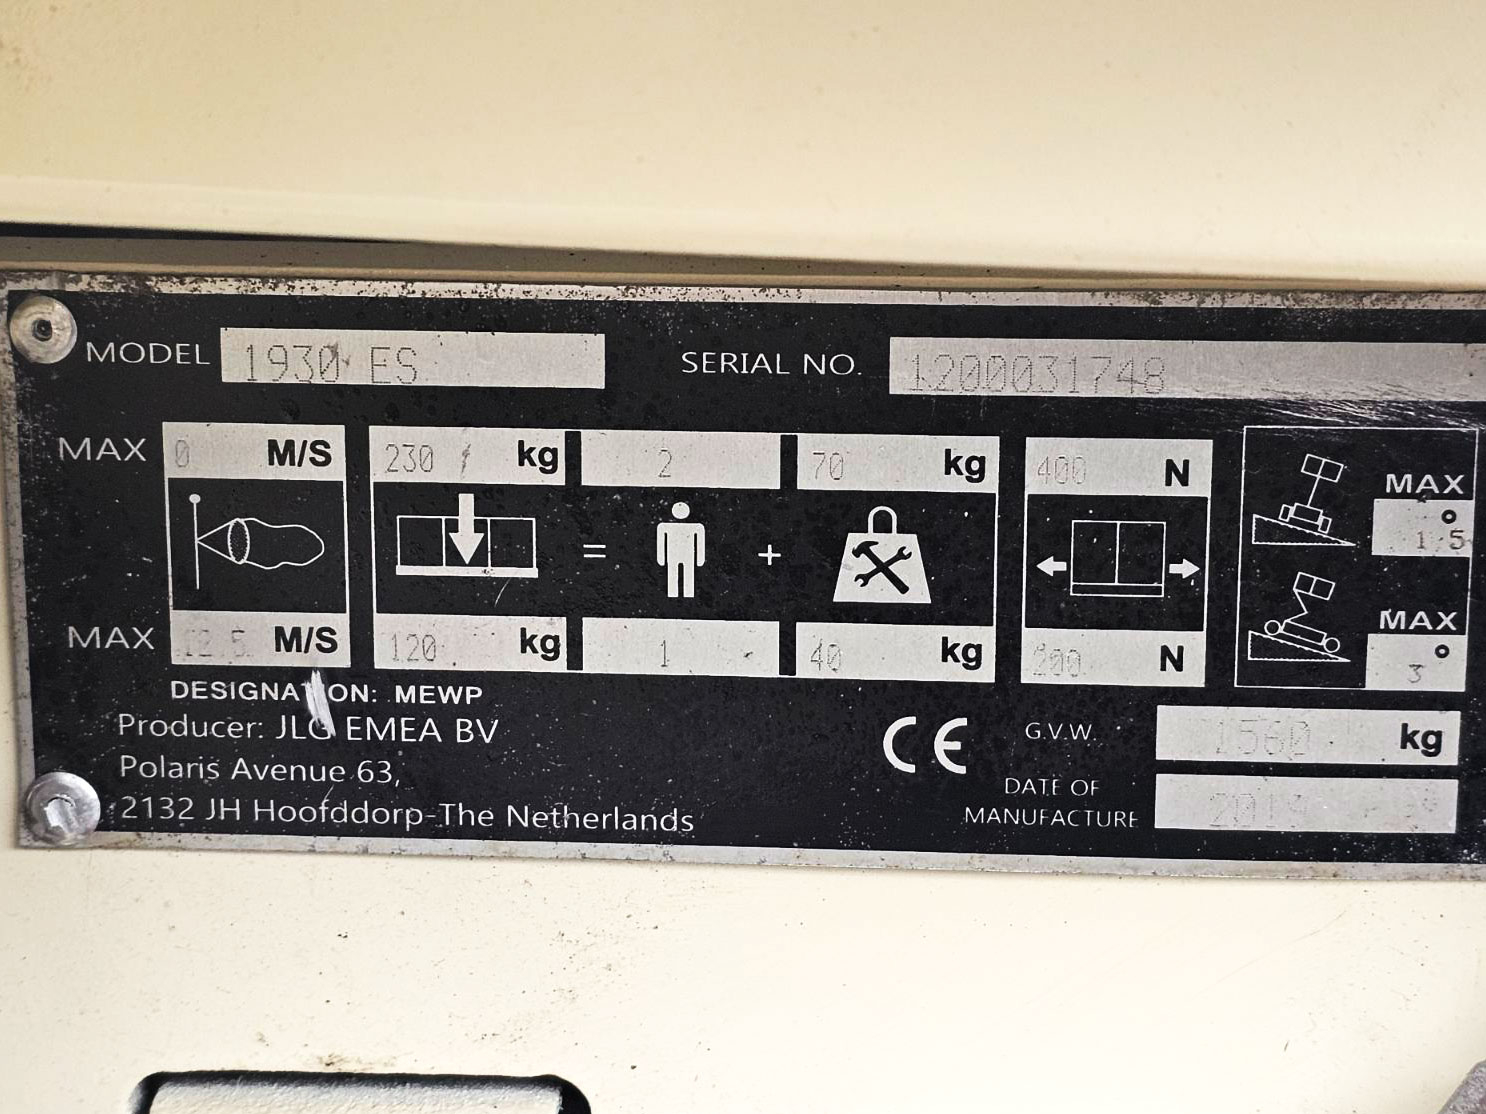 MODEL 1930 ES SERIAL NO. 1200031748
MAX 0 M/S 230 kg 2 70 kg 400 N
MAX ° 1.5
= +
MAX 12.5 M/S 120 kg 1 40 kg 200 N
MAX ° 3
DESIGNATION: MEWP
Producer: JLG EMEA BV
Polaris Avenue 63,
2132 JH Hoofddorp-The Netherlands
CE
G.V.W. 1560 kg
DATE OF
MANUFACTURE 2019